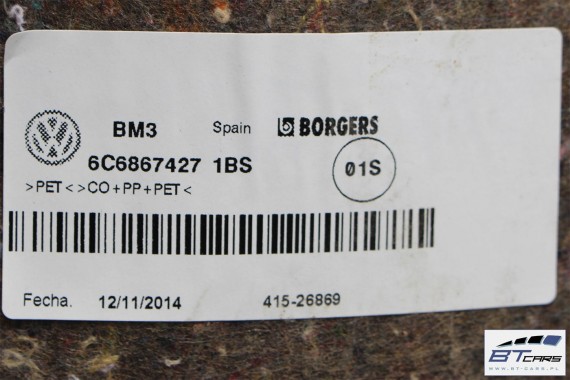 BM3 Spain BORGERS
6C6867427 1BS 01S
>PET< >CO+PP+PET<
Fecha. 12/11/2014 415-26869
BTCARS
WWW.BT-CARS.PL